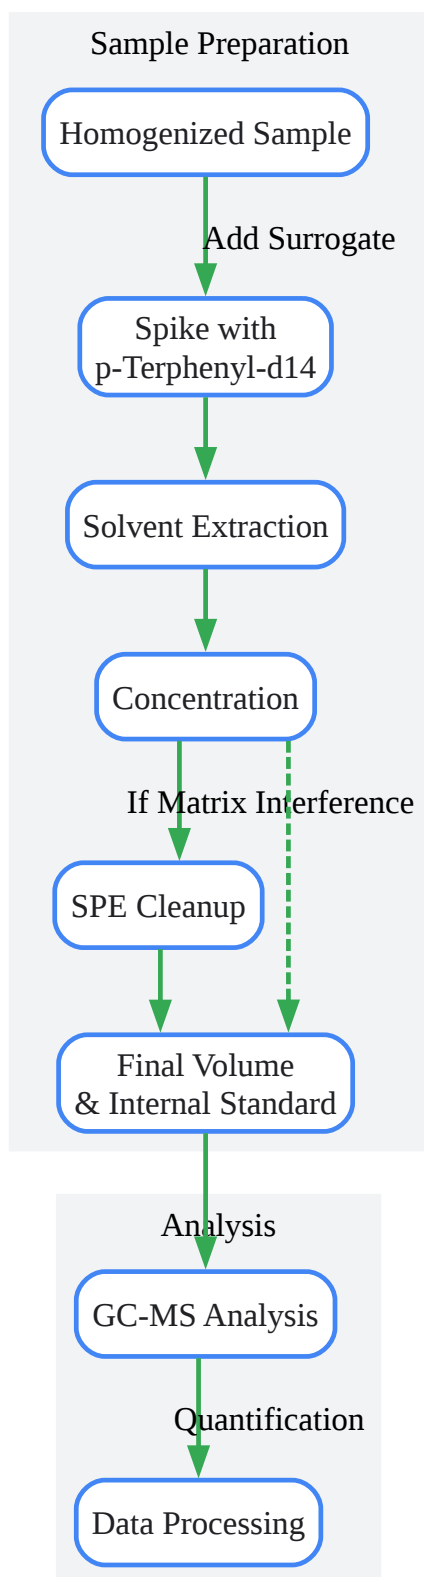 Sample Preparation
Homogenized Sample
Add Surrogate
Spike with
p-Terphenyl-d14
Solvent Extraction
Concentration
If Matrix Interference
SPE Cleanup
Final Volume
& Internal Standard
Analysis
GC-MS Analysis
Quantification
Data Processing